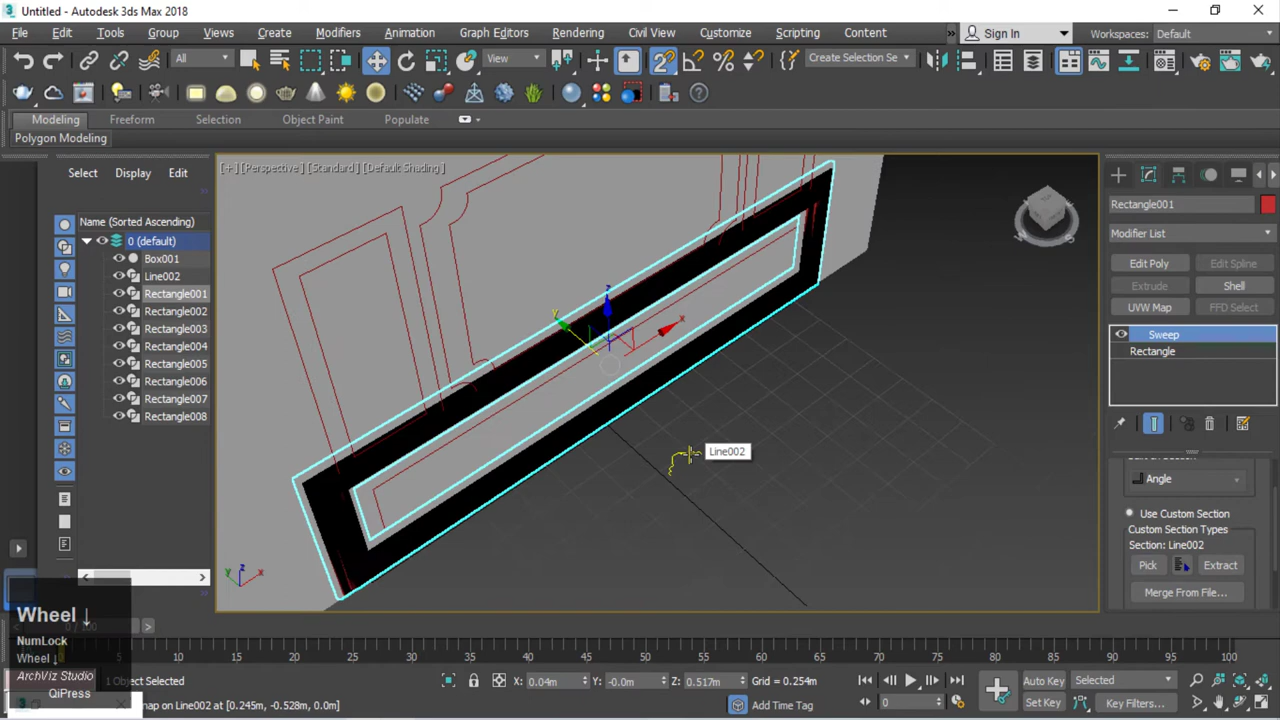 Untitled - Autodesk 3ds Max 2018
File Edit Tools Group Views Create Modifiers Animation Graph Editors Rendering Civil View Customize Scripting Content Sign In Workspaces: Default
All View Create Selection Se
Modeling Freeform Selection Object Paint Populate
Polygon Modeling
Select Display Edit
[+] [Perspective] [Standard] [Default Shading]
Name (Sorted Ascending)
0 (default)
Box001
Line002
Rectangle001
Rectangle002
Rectangle003
Rectangle004
Rectangle005
Rectangle006
Rectangle007
Rectangle008
z
y
x
Line002
z
y
x
Rectangle001
Modifier List
Edit Poly Edit Spline
Extrude Shell
UVW Map FFD Select
Sweep
Rectangle
Angle
Use Custom Section
Custom Section Types
Section: Line002
Pick Extract
Merge From File...
Wheel ↓
NumLock
Wheel ↓
ArchViz Studio
QiPress
5 10 15 20 25 30 35 40 45 50 55 60 65 70 75 80 85 90 95 100
1 Object Selected X: 0.04m Y: -0.0m Z: 0.517m Grid = 0.254m Auto Key Selected
nap on Line002 at [0.245m, -0.528m, 0.0m] Add Time Tag 0 Set Key Key Filters...